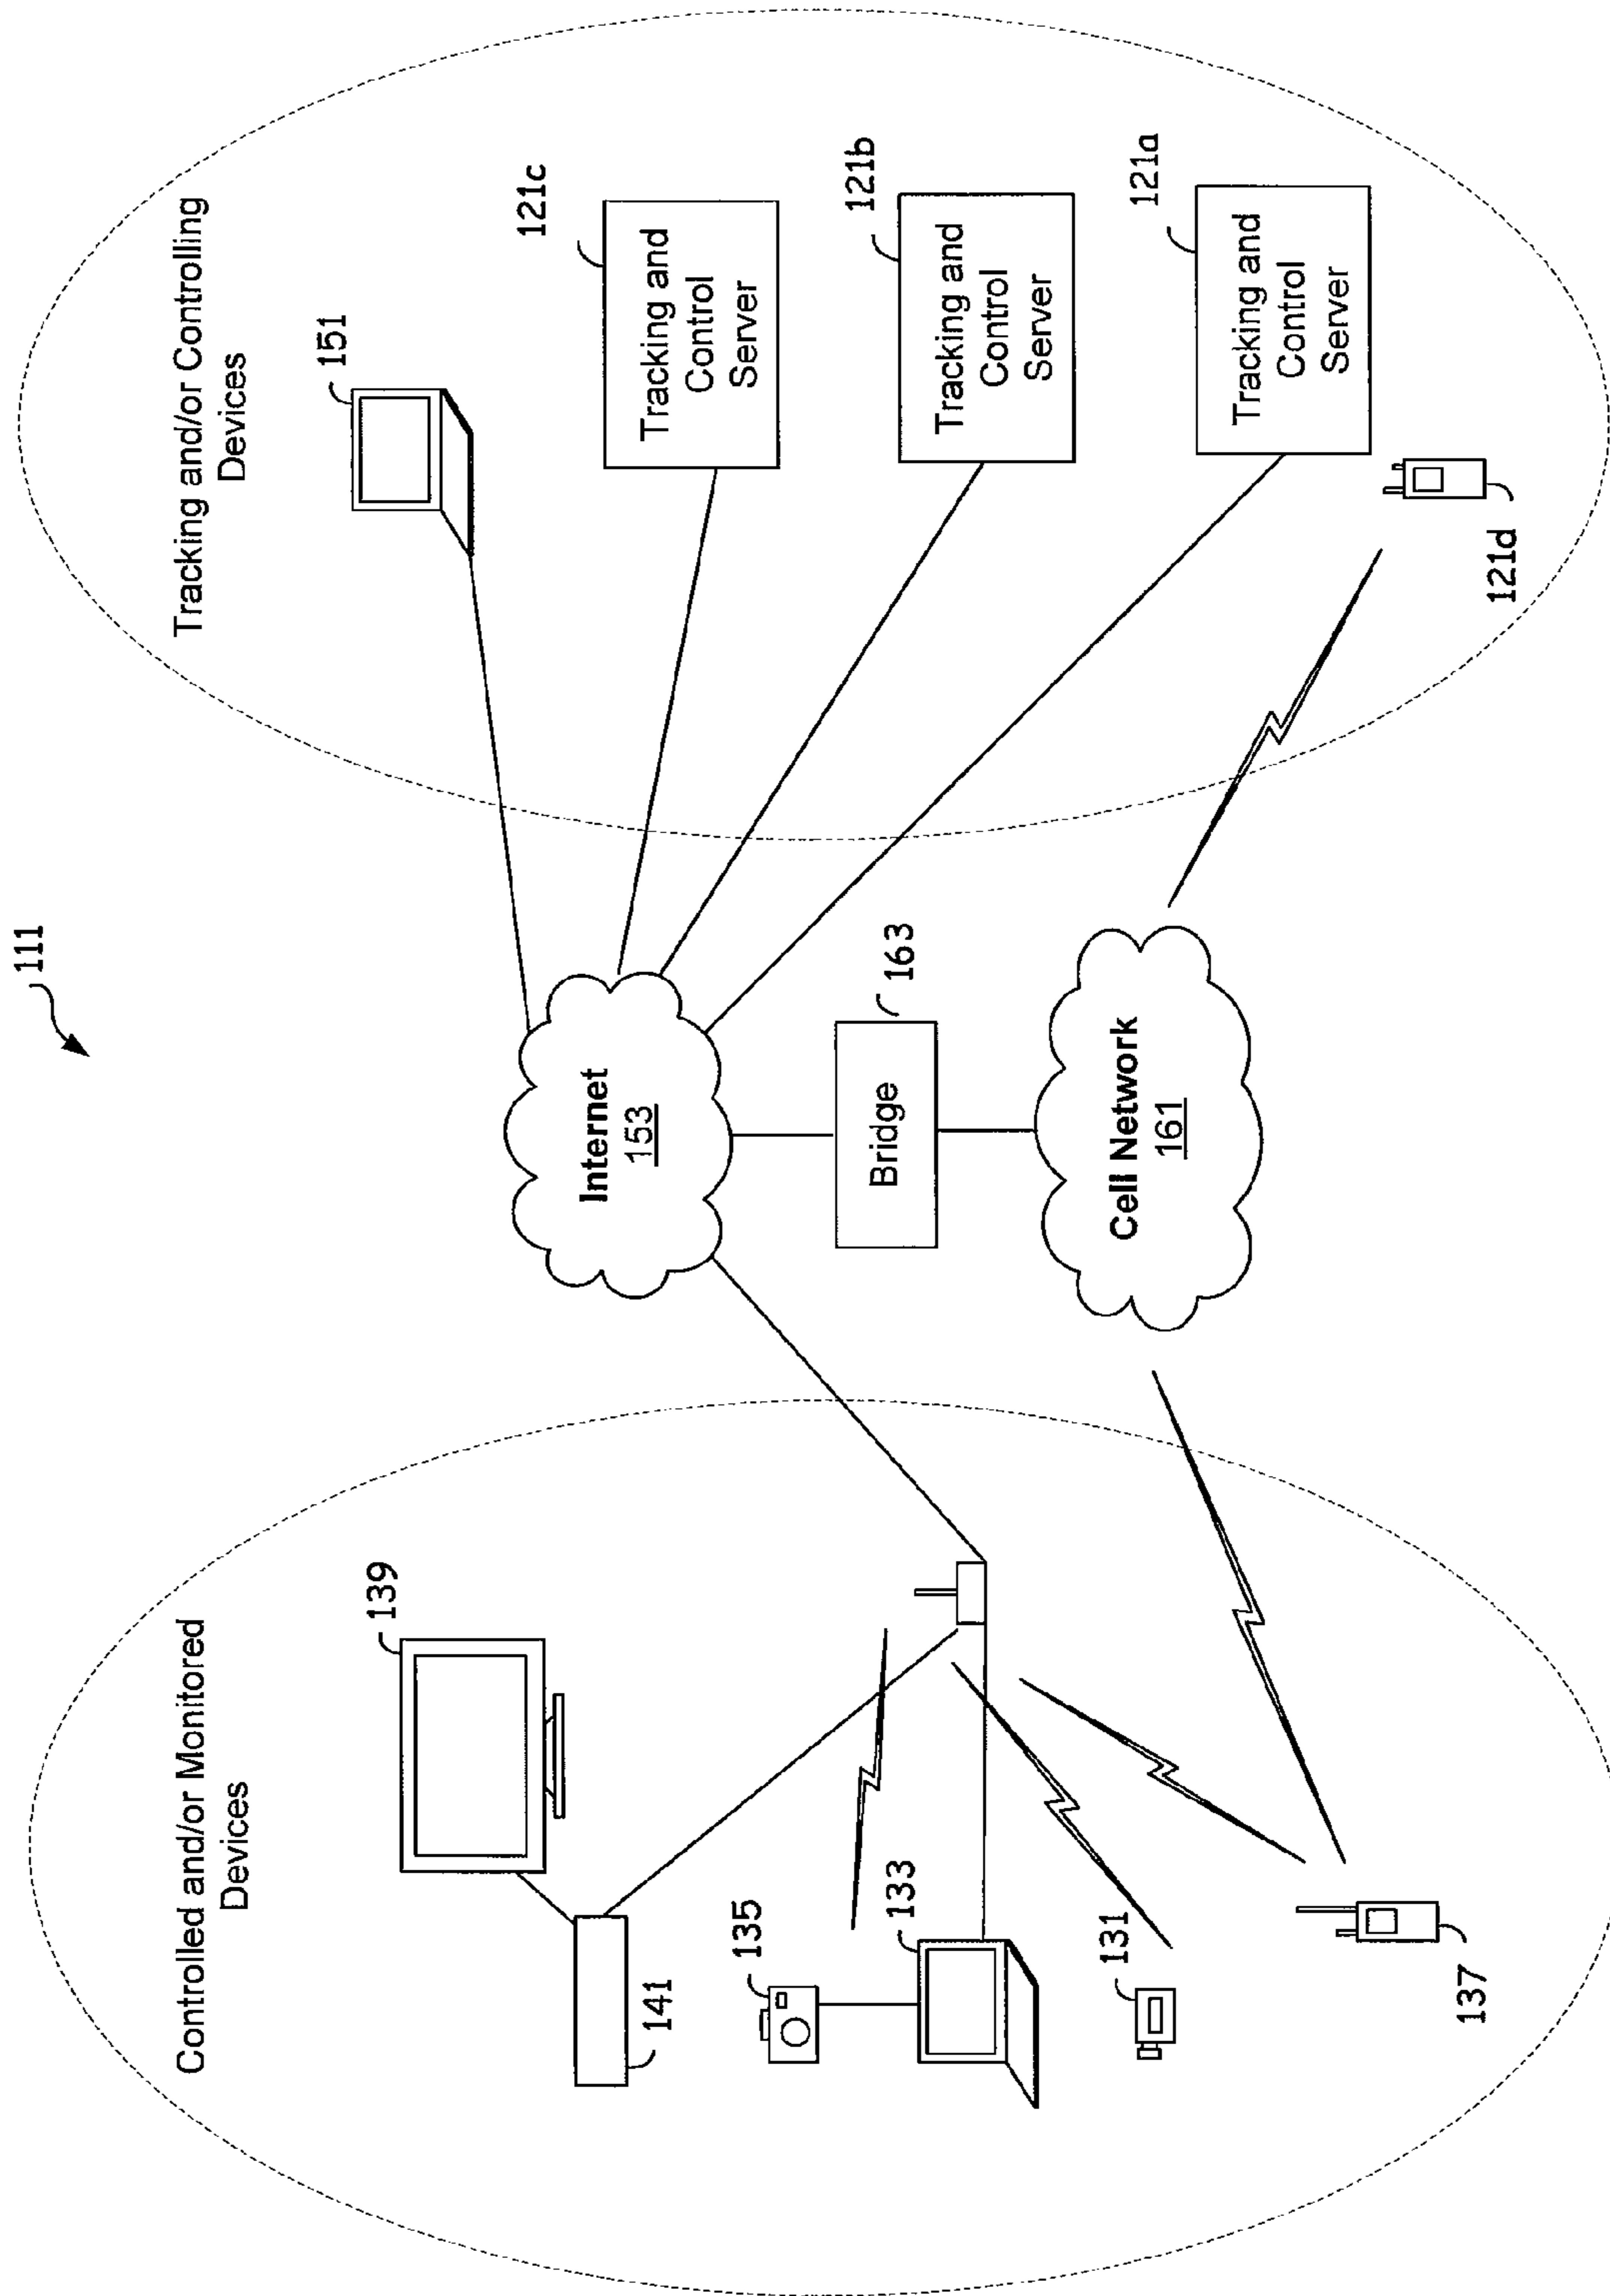 111
Controlled and/or Monitored
Devices
139
141
135
133
131
137
Internet
153
Bridge
163
Cell Network
161
Tracking and/or Controlling
Devices
151
121c
Tracking and
Control
Server
121b
Tracking and
Control
Server
121a
Tracking and
Control
Server
121d